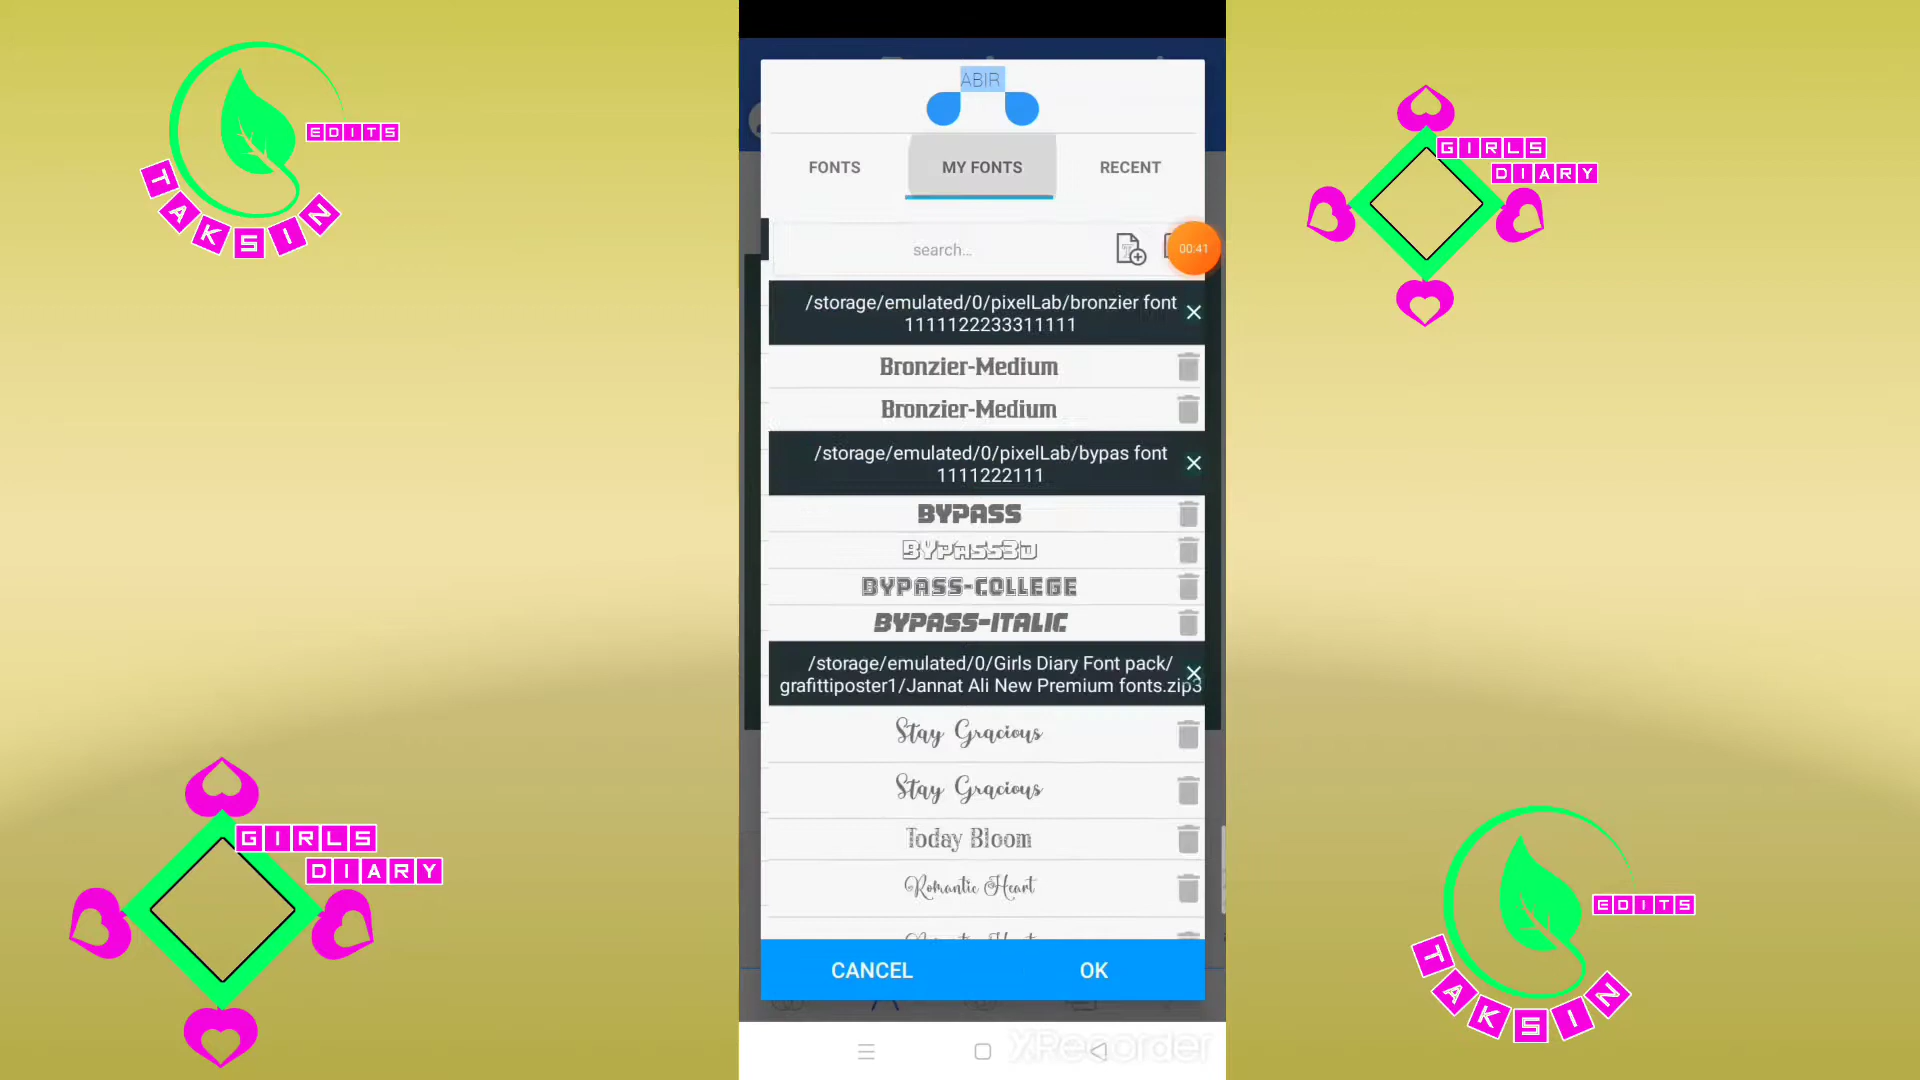 EDITS
TAKSIN
GIRLS
DIARY
ABIR
FONTS
MY FONTS
RECENT
search...
00:41
/storage/emulated/0/pixelLab/bronzier font
1111122233311111
Bronzier-Medium
Bronzier-Medium
/storage/emulated/0/pixelLab/bypas font
1111222111
BYPASS
BYPASS3D
BYPASS-COLLEGE
BYPASS-ITALIC
/storage/emulated/0/Girls Diary Font pack/
grafittiposter1/Jannat Ali New Premium fonts.zip3
Stay Gracious
Stay Gracious
Today Bloom
Romantic Heart
CANCEL
OK
XRecorder
GIRLS
DIARY
EDITS
TAKSIN